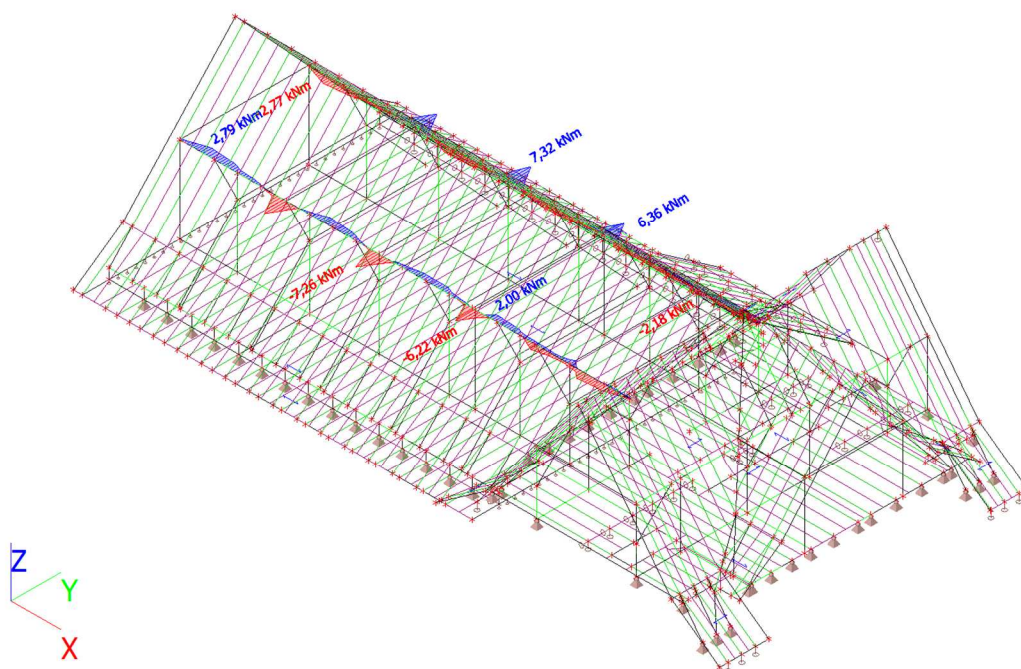 2,79 kNm
-2,77 kNm
7,32 kNm
6,36 kNm
-7,26 kNm
2,00 kNm
-6,22 kNm
-2,18 kNm
Z
Y
X